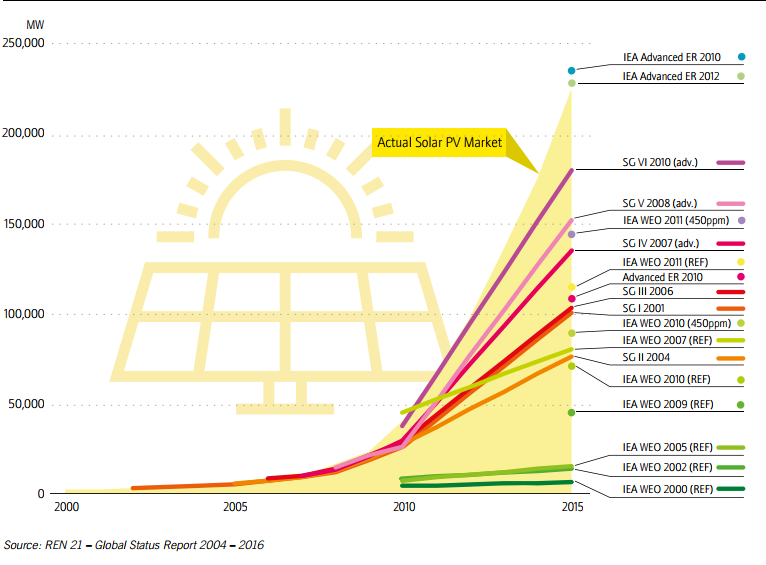 MW
250,000
200,000
150,000
100,000
50,000
0
2000
2005
2010
2015
Actual Solar PV Market
IEA Advanced ER 2010
IEA Advanced ER 2012
SG VI 2010 (adv.)
SG V 2008 (adv.)
IEA WEO 2011 (450ppm)
SG IV 2007 (adv.)
IEA WEO 2011 (REF)
Advanced ER 2010
SG III 2006
SG I 2001
IEA WEO 2010 (450ppm)
IEA WEO 2007 (REF)
SG II 2004
IEA WEO 2010 (REF)
IEA WEO 2009 (REF)
IEA WEO 2005 (REF)
IEA WEO 2002 (REF)
IEA WEO 2000 (REF)
Source: REN 21 – Global Status Report 2004 – 2016